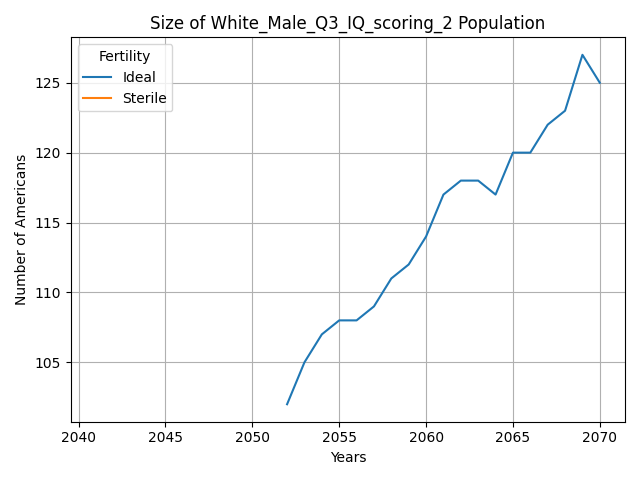 Size of White_Male_Q3_IQ_scoring_2 Population
Fertility
Ideal
Sterile
125
120
115
110
105
Number of Americans
2040 2045 2050 2055 2060 2065 2070
Years